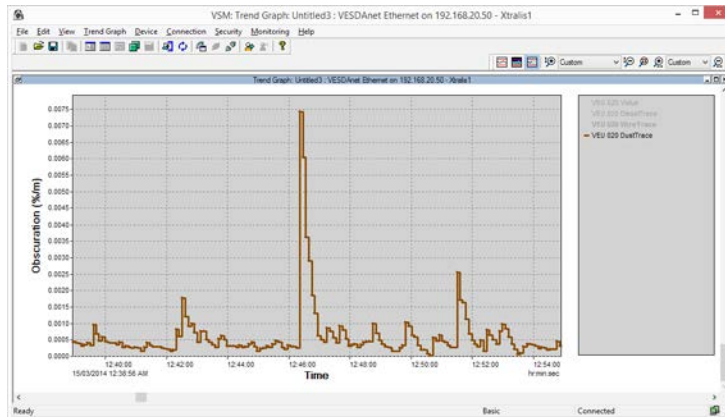 VSM: Trend Graph: Untitled3 : VESDAnet Ethernet on 192.168.20.50 - Xtralis1
File Edit View Trend Graph Device Connection Security Monitoring Help
Custom Custom
Trend Graph: Untitled3 : VESDAnet Ethernet on 192.168.20.50 - Xtralis1
0.0075
0.0070
0.0065
0.0060
0.0055
0.0050
0.0045
0.0040
0.0035
0.0030
0.0025
0.0020
0.0015
0.0010
0.0005
0.0000
Obscuration (%/m)
12:40:00 12:42:00 12:44:00 12:46:00 12:48:00 12:50:00 12:52:00 12:54:00
15/03/2014 12:38:56 AM
Time
hr:min:sec
VEU 020 DustTrace
Ready Basic Connected